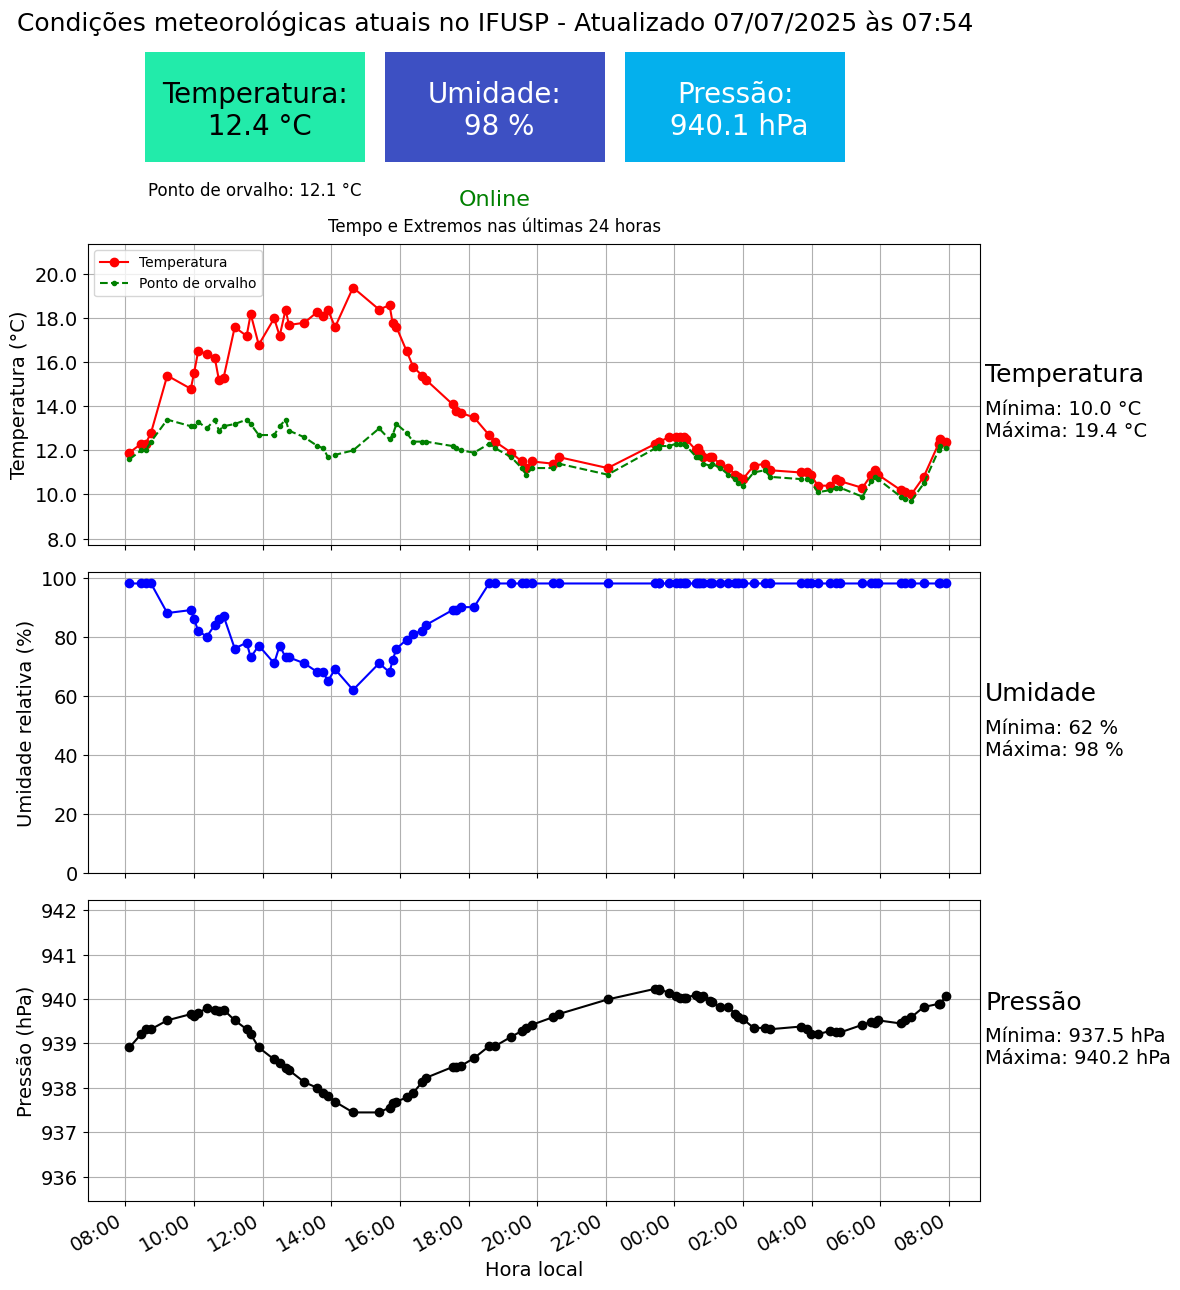 Condições meteorológicas atuais no IFUSP - Atualizado 07/07/2025 às 07:54
Temperatura:
12.4 °C
Umidade:
98 %
Pressão:
940.1 hPa
Ponto de orvalho: 12.1 °C
Online
Tempo e Extremos nas últimas 24 horas
Temperatura (°C)
20.0
18.0
16.0
14.0
12.0
10.0
8.0
Temperatura
Ponto de orvalho
Temperatura
Mínima: 10.0 °C
Máxima: 19.4 °C
Umidade relativa (%)
100
80
60
40
20
0
Umidade
Mínima: 62 %
Máxima: 98 %
Pressão (hPa)
942
941
940
939
938
937
936
Pressão
Mínima: 937.5 hPa
Máxima: 940.2 hPa
08:00
10:00
12:00
14:00
16:00
18:00
20:00
22:00
00:00
02:00
04:00
06:00
08:00
Hora local